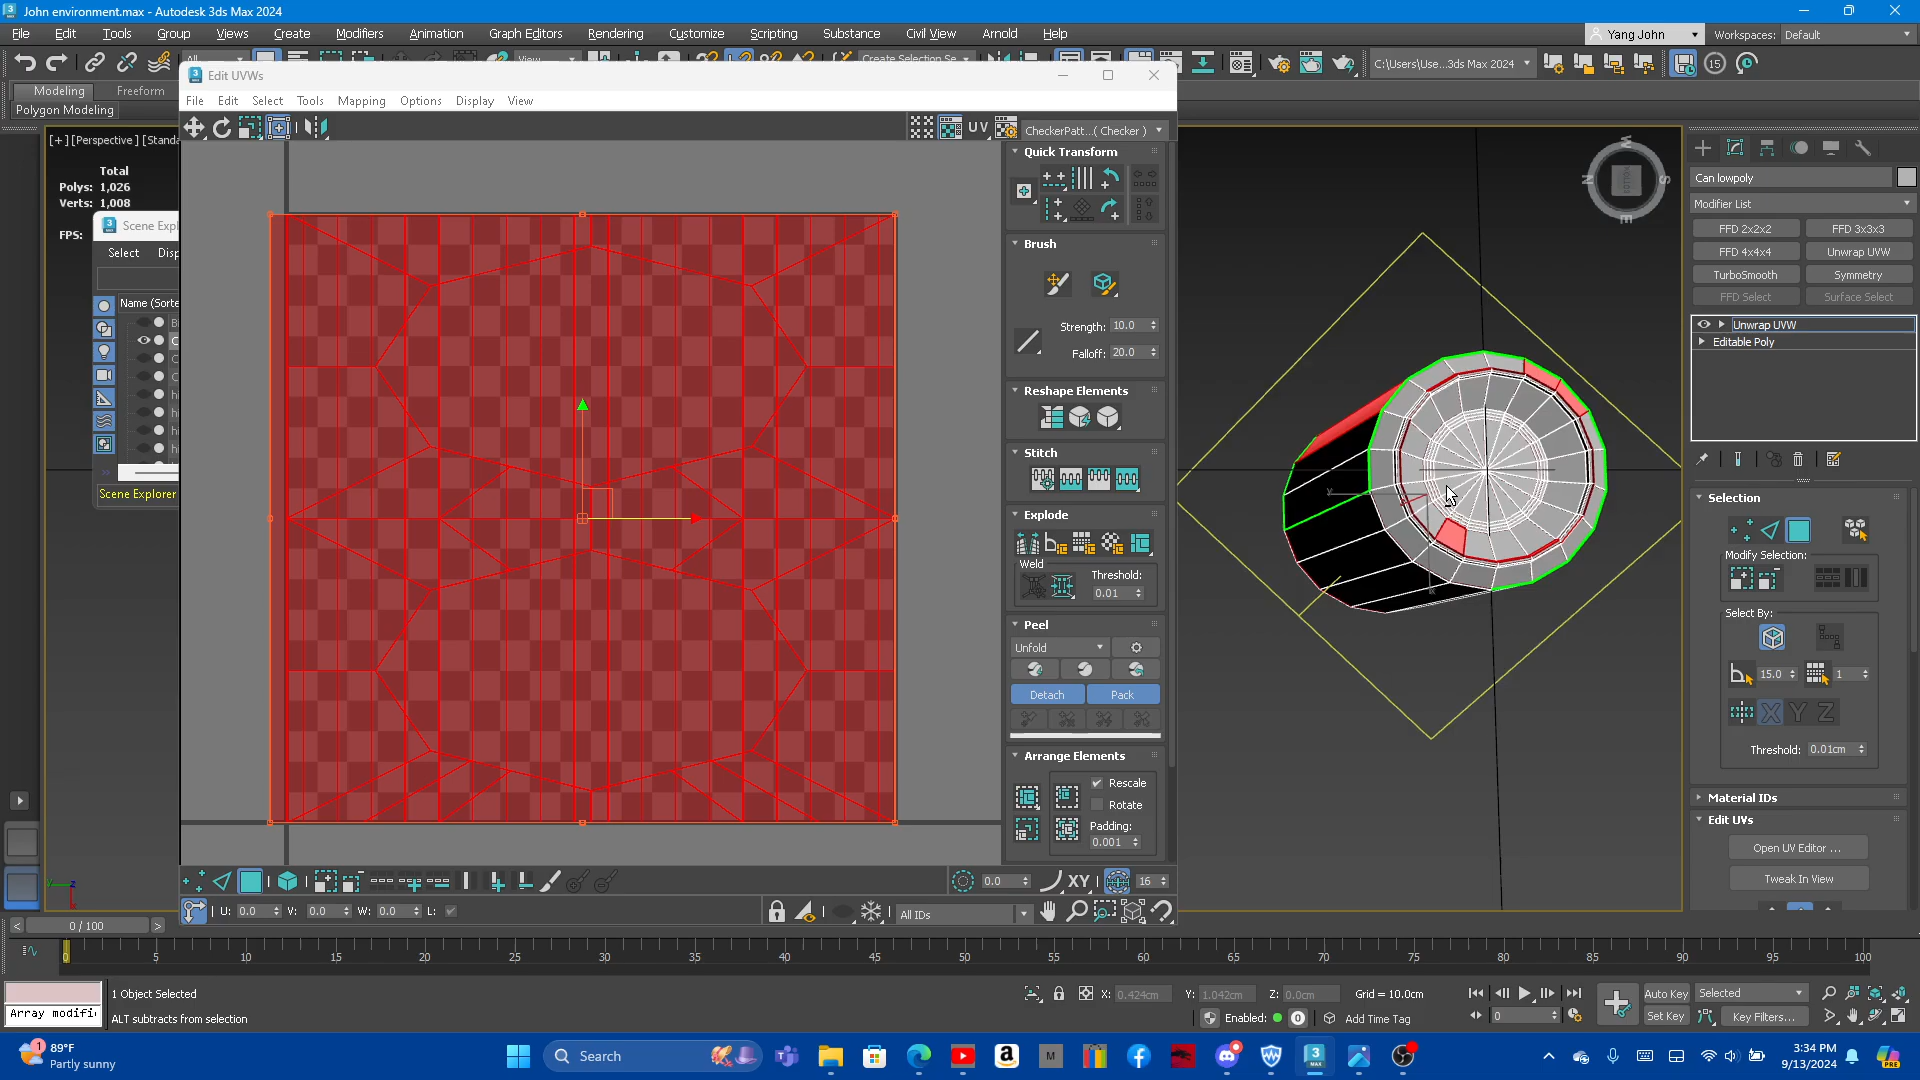 John environment.max - Autodesk 3ds Max 2024
File Edit Tools Group Views Create Modifiers Animation Graph Editors Rendering Customize Scripting Substance Civil View Arnold Help
Yang John
Workspaces: Default
C:\Users\Use...3ds Max 2024
15
Modeling Freeform
Polygon Modeling
Edit UVWs
File Edit Select Tools Mapping Options Display View
UV
CheckerPatt...( Checker )
[+] [Perspective] [Standa
Total
Polys: 1,026
Verts: 1,008
FPS:
Scene Expl
Select Disp
Name (Sorte
Scene Explorer
Quick Transform
Brush
Strength: 10.0
Falloff: 20.0
Reshape Elements
Stitch
Explode
Weld
Threshold:
0.01
Peel
Unfold
Detach Pack
Arrange Elements
Rescale
Rotate
Padding:
0.001
0.0
XY
16
U: 0.0 V: 0.0 W: 0.0 L:
All IDs
W
N
S
E
Can lowpoly
Modifier List
FFD 2x2x2 FFD 3x3x3
FFD 4x4x4 Unwrap UVW
TurboSmooth Symmetry
FFD Select Surface Select
Unwrap UVW
Editable Poly
Selection
Modify Selection:
Select By:
15.0
1
X Y Z
Threshold: 0.01cm
Material IDs
Edit UVs
Open UV Editor ...
Tweak In View
< 0 / 100 >
0 5 10 15 20 25 30 35 40 45 50 55 60 65 70 75 80 85 90 95 100
1 Object Selected
Array modifi
ALT subtracts from selection
X: 0.424cm Y: 1.042cm Z: 0.0cm Grid = 10.0cm
Enabled: 0 Add Time Tag
0
Auto Key Selected
Set Key Key Filters...
1
89°F
Partly sunny
Search
3:34 PM
9/13/2024